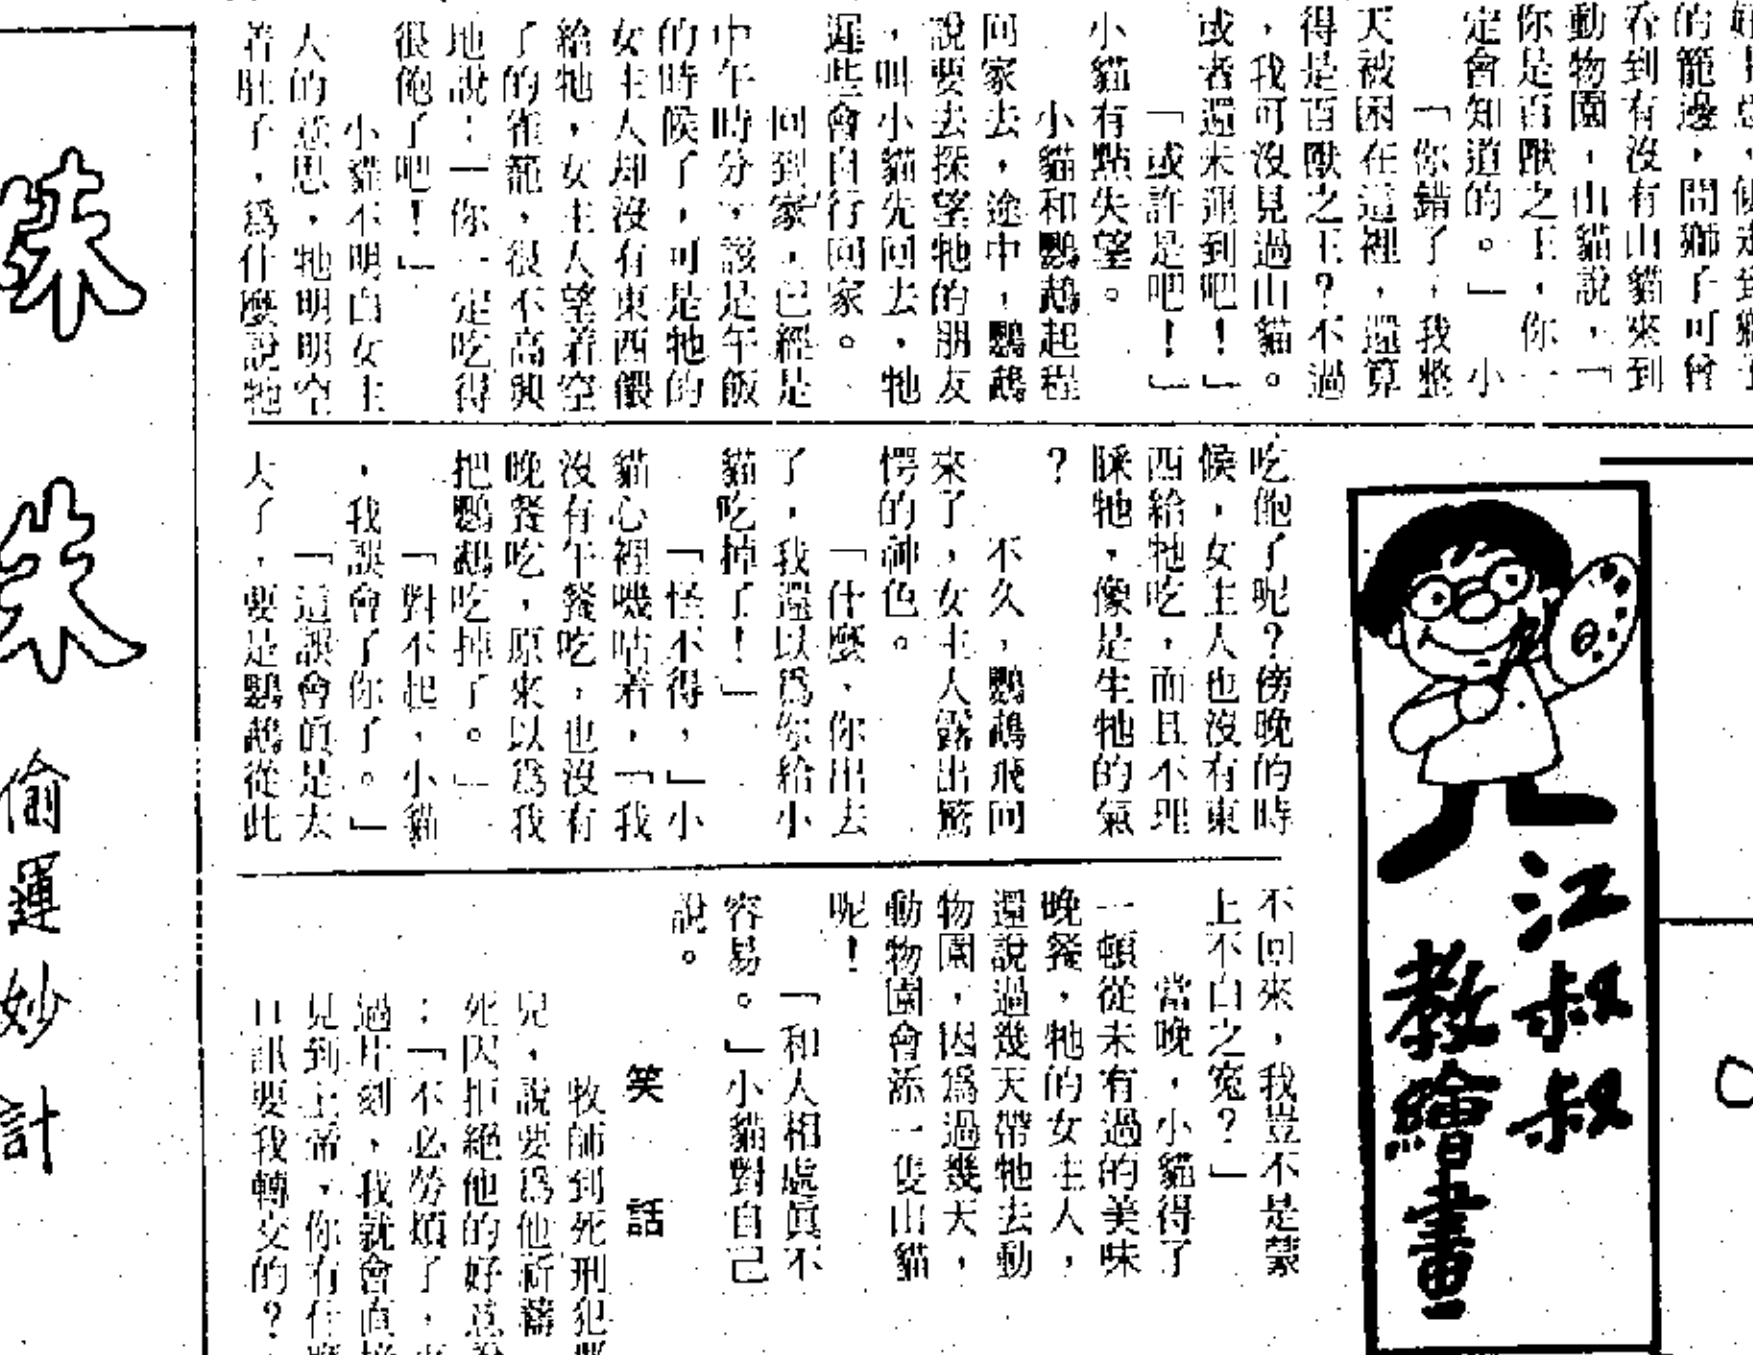 的籠邊，問獅子可曾
看到有沒有山貓來到
動物園，山貓說，「
你是百獸之王，你一
定會知道的。」小
「你錯了，我整
天被困在這裡，還算
得是百獸之王？不過
，我可沒見過山貓。
或者還未運到吧！」
「或許是吧！」
小貓有點失望。
小貓和鸚鵡起程
回家去，途中，鸚鵡
說要去探望牠的朋友
，叫小貓先回去，牠
遲些會自行回家。
回到家，已經是
中午時分，該是午飯
的時候了，可是牠的
女主人却沒有東西餵
給牠，女主人望着空
了的雀籠，很不高興
地說：「你一定吃得
很飽了吧！」
小貓不明白女主
人的意思，牠明明空
着肚子，爲什麼說牠
吃飽了呢？傍晚的時
候，女主人也沒有東
西給牠吃，而且不理
睬牠，像是生牠的氣
？
不久，鸚鵡飛回
來了，女主人露出驚
愕的神色。
「什麼，你出去
了，我還以爲你給小
貓吃掉了！」
「怪不得，」小
貓心裡嘰咕着，「我
沒有午餐吃，也沒有
晚餐吃，原來以爲我
把鸚鵡吃掉了。」
「對不起，小貓
，我誤會了你了。」
「這誤會眞是太
大了，要是鸚鵡從此
不回來，我豈不是蒙
上不白之寃？」
當晚，小貓得了
一頓從未有過的美味
晚餐，牠的女主人，
還說過幾天帶牠去動
物園，因爲過幾天，
動物園會添一隻山貓
呢！
「和人相處眞不
容易。」小貓對自己
說。
笑話
牧師到死刑犯
兒，說要爲他祈禱
死囚拒絕他的好意
：「不必勞煩了，
過片刻，我就會直接
見到上帝，你有什麼
口訊要我轉交的？
江叔叔
教繪畫
偷運妙計